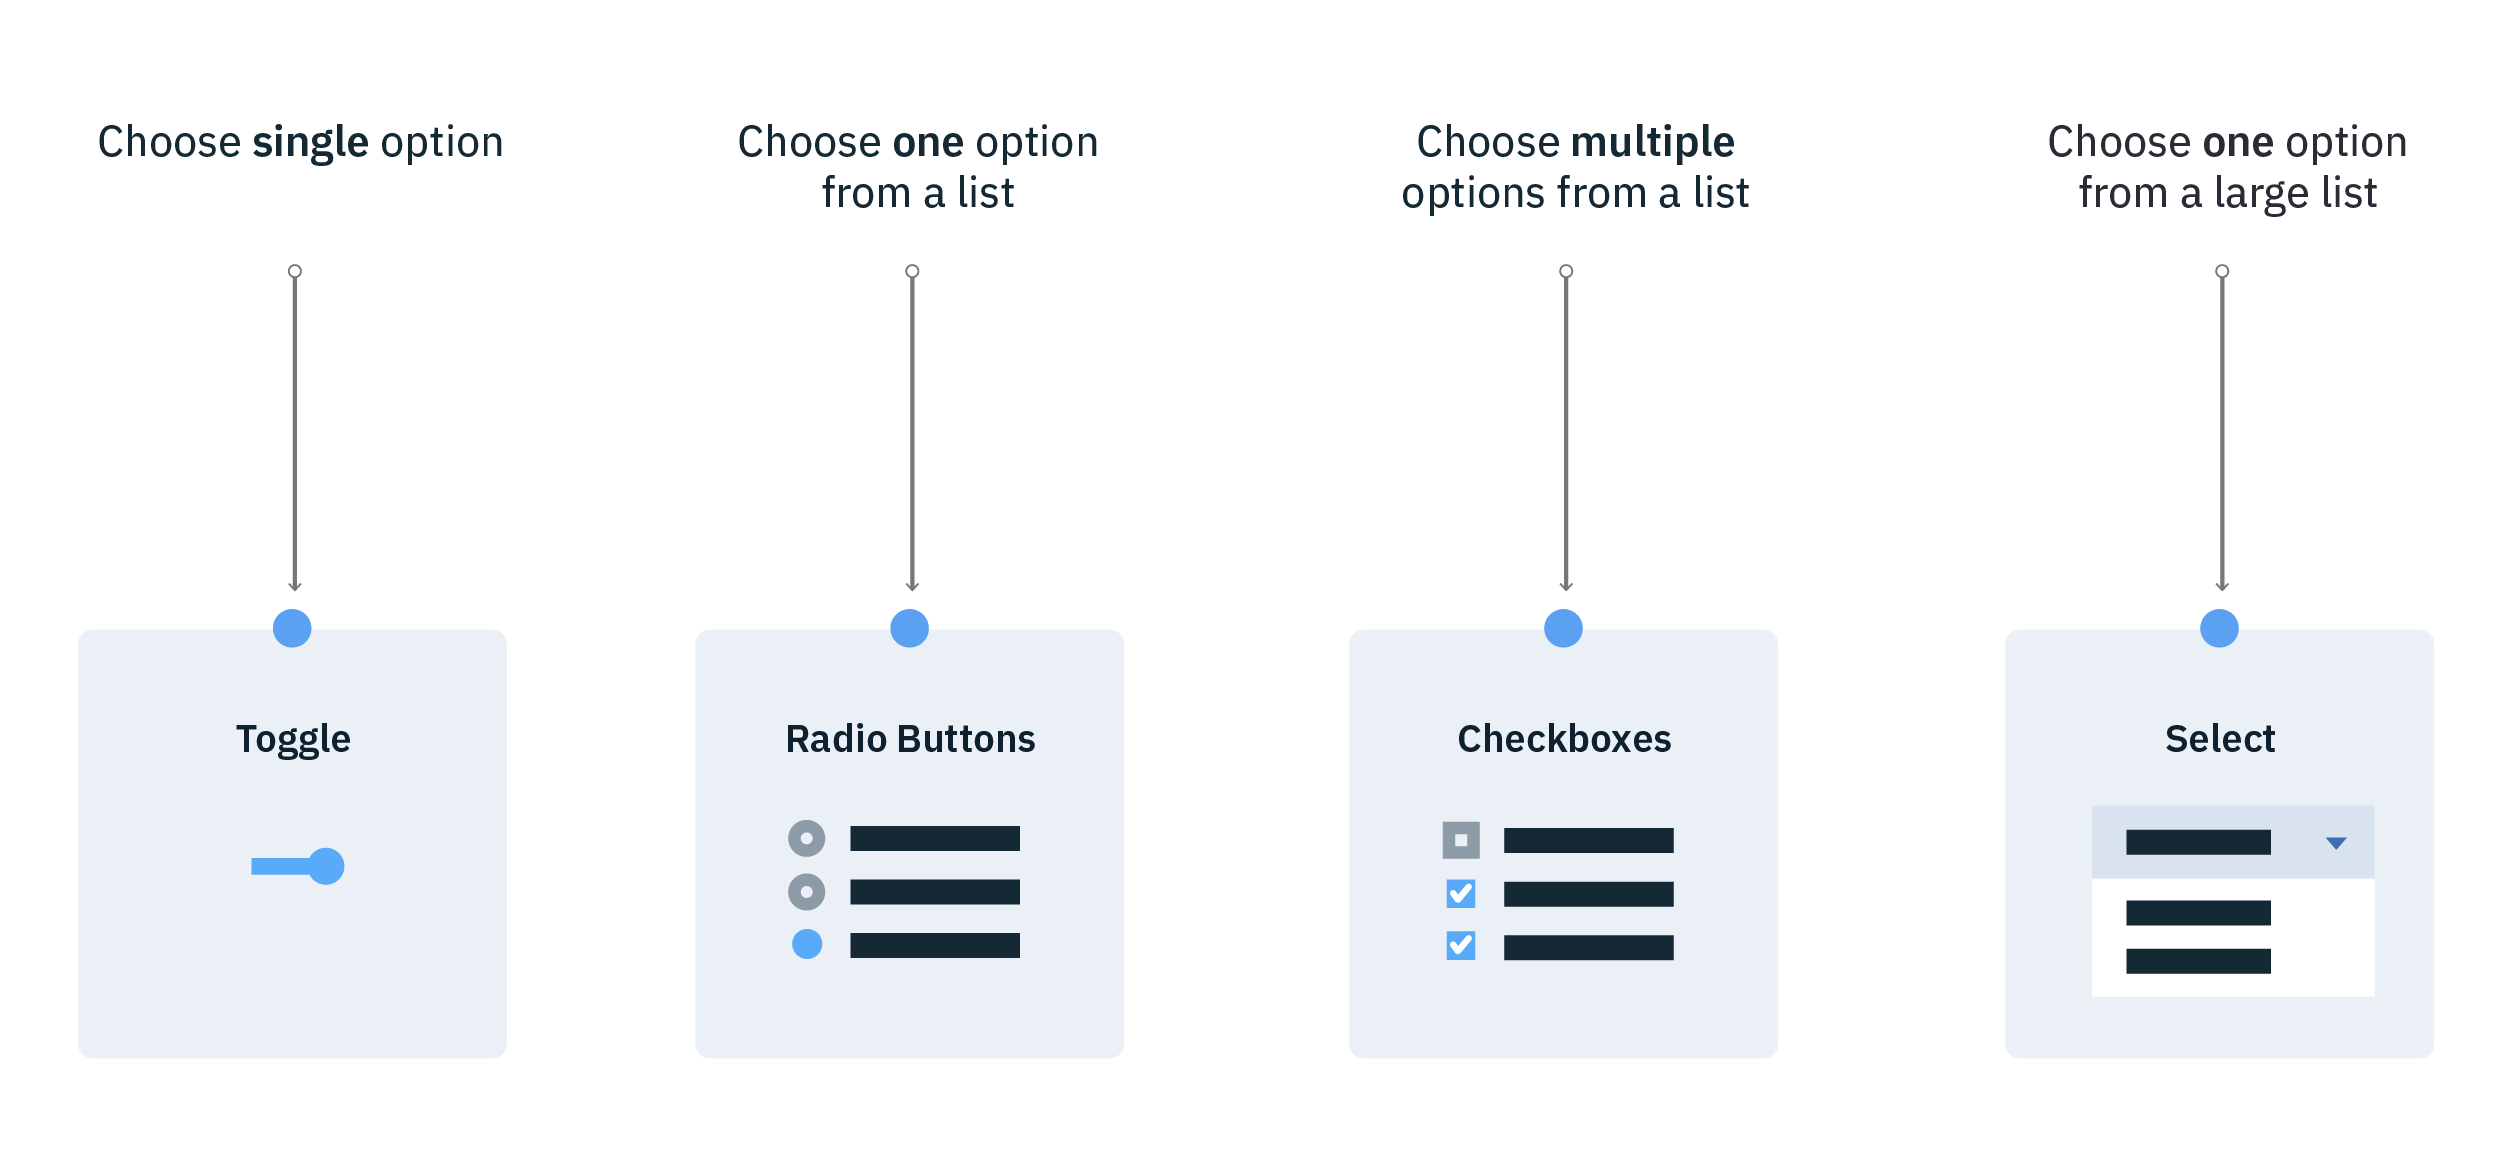 Choose single option
Choose one option
from a list
Choose multiple
options from a list
Choose one option
from a large list
Toggle
Radio Buttons
Checkboxes
Select